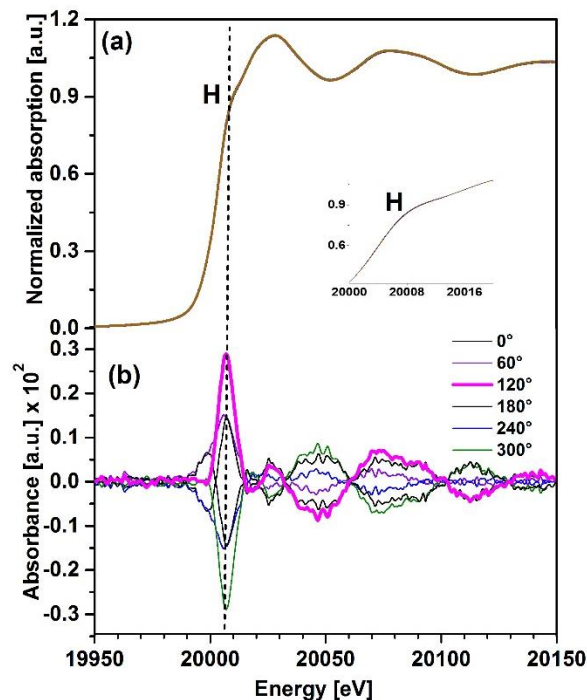 (a)
Normalized absorption [a.u.]
1.2
0.9
0.6
0.3
0.0
H
H
0.9
0.6
20000 20008 20016
(b)
Absorbance [a.u.] x 10²
0.3
0.2
0.1
0.0
-0.1
-0.2
-0.3
0°
60°
120°
180°
240°
300°
19950 20000 20050 20100 20150
Energy [eV]